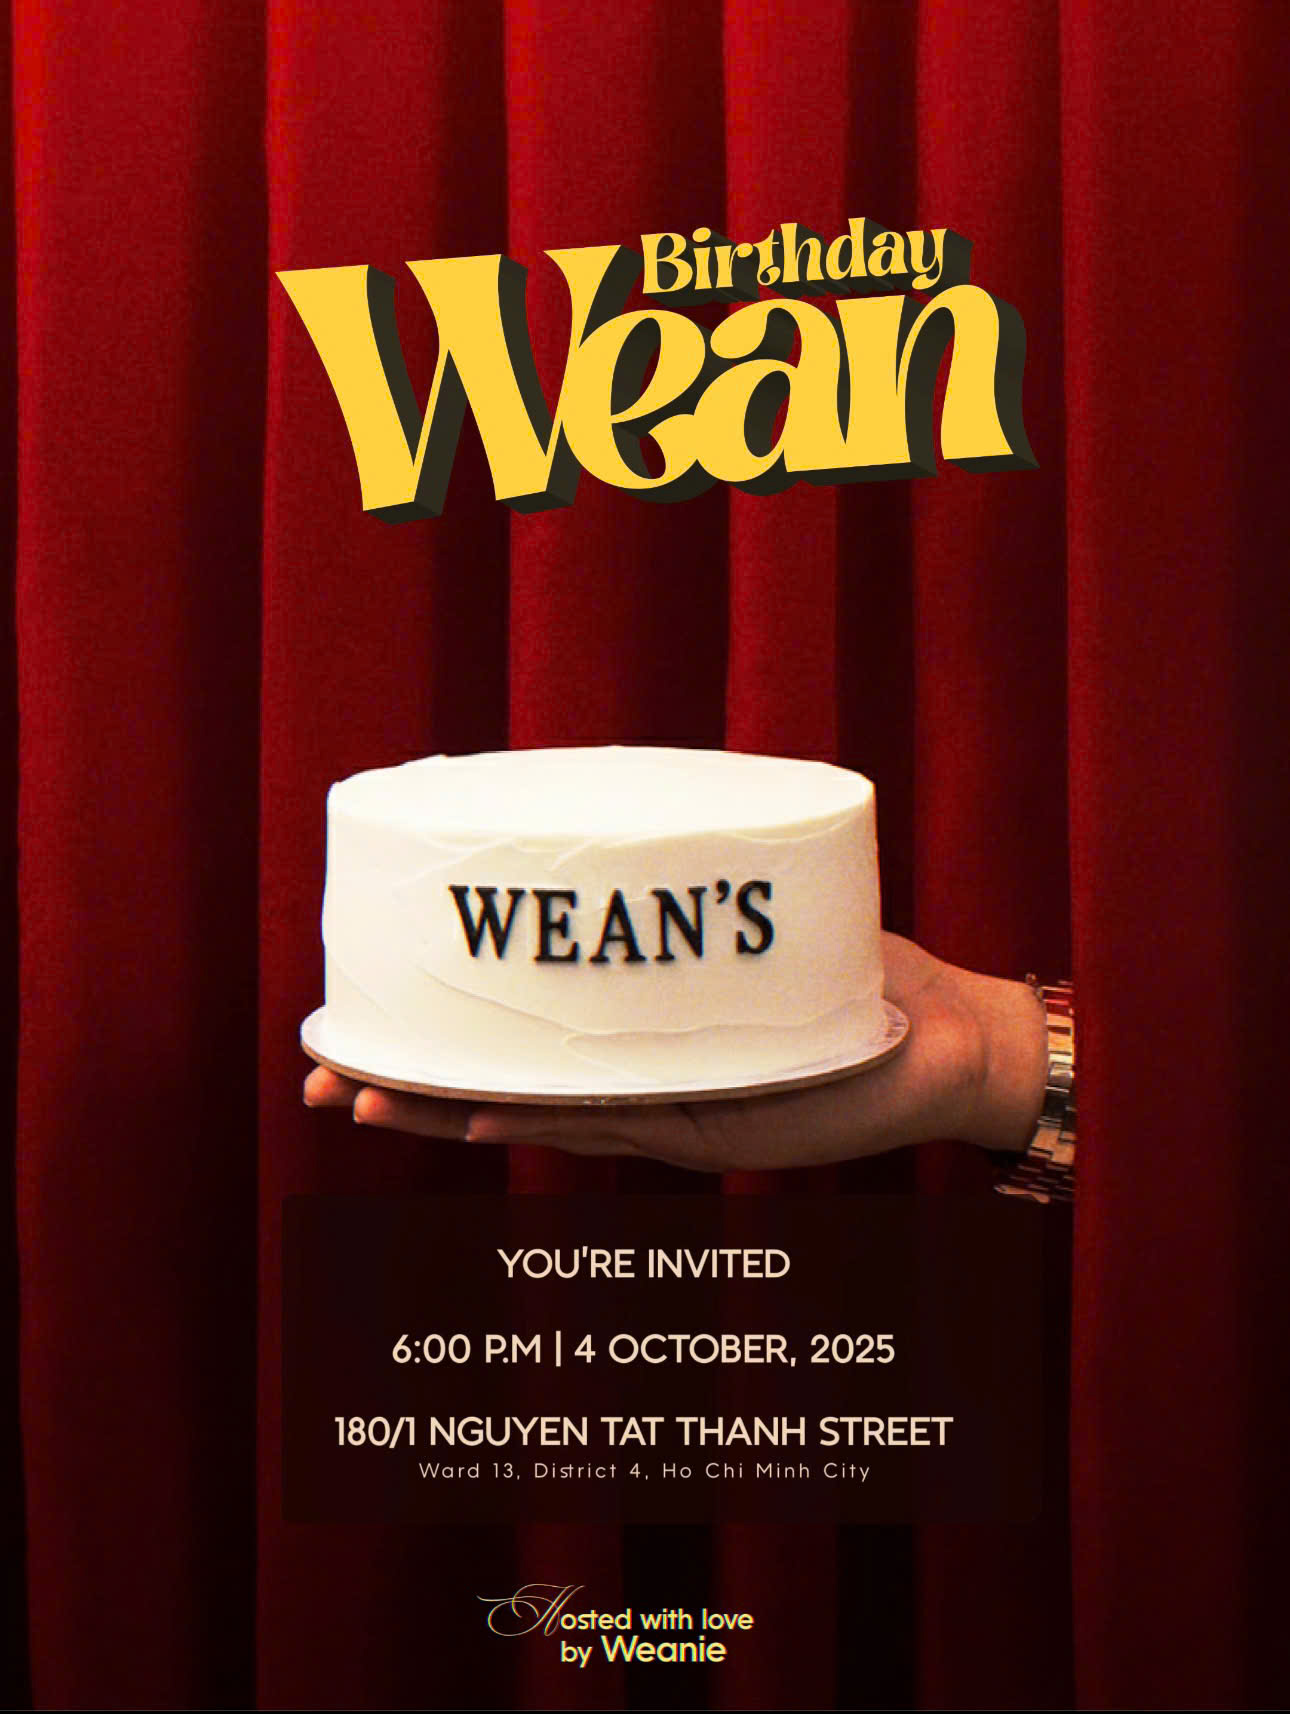 Birthday
Wean
WEAN'S
YOU'RE INVITED
6:00 P.M | 4 OCTOBER, 2025
180/1 NGUYEN TAT THANH STREET
Ward 13, District 4, Ho Chi Minh City
Hosted with love
by Weanie